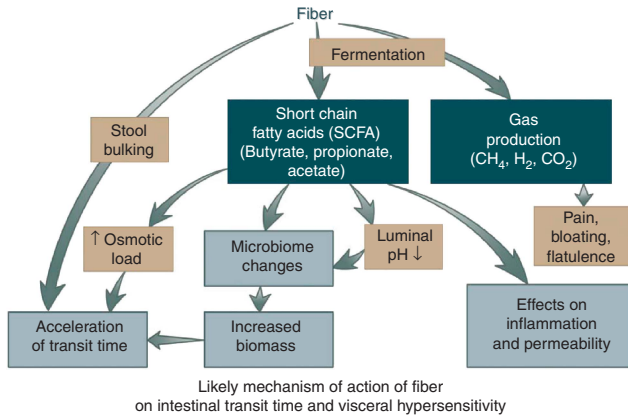 Fiber
Fermentation
Stool
bulking
Short chain
fatty acids (SCFA)
(Butyrate, propionate,
acetate)
Gas
production
(CH₄, H₂, CO₂)
↑ Osmotic
load
Microbiome
changes
Luminal
pH ↓
Pain,
bloating,
flatulence
Acceleration
of transit time
Increased
biomass
Effects on
inflammation
and permeability
Likely mechanism of action of fiber
on intestinal transit time and visceral hypersensitivity